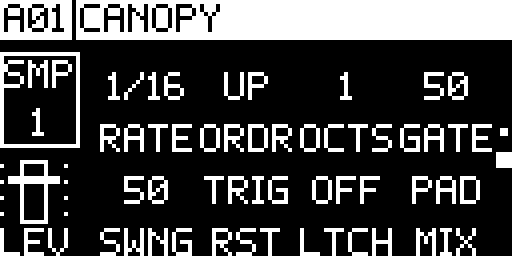 A01 CANOPY
SMP 1/16 UP 1 50
1 RATE ORDR OCTS GATE
50 TRIG OFF PAD
LEV SWNG RST LTCH MIX